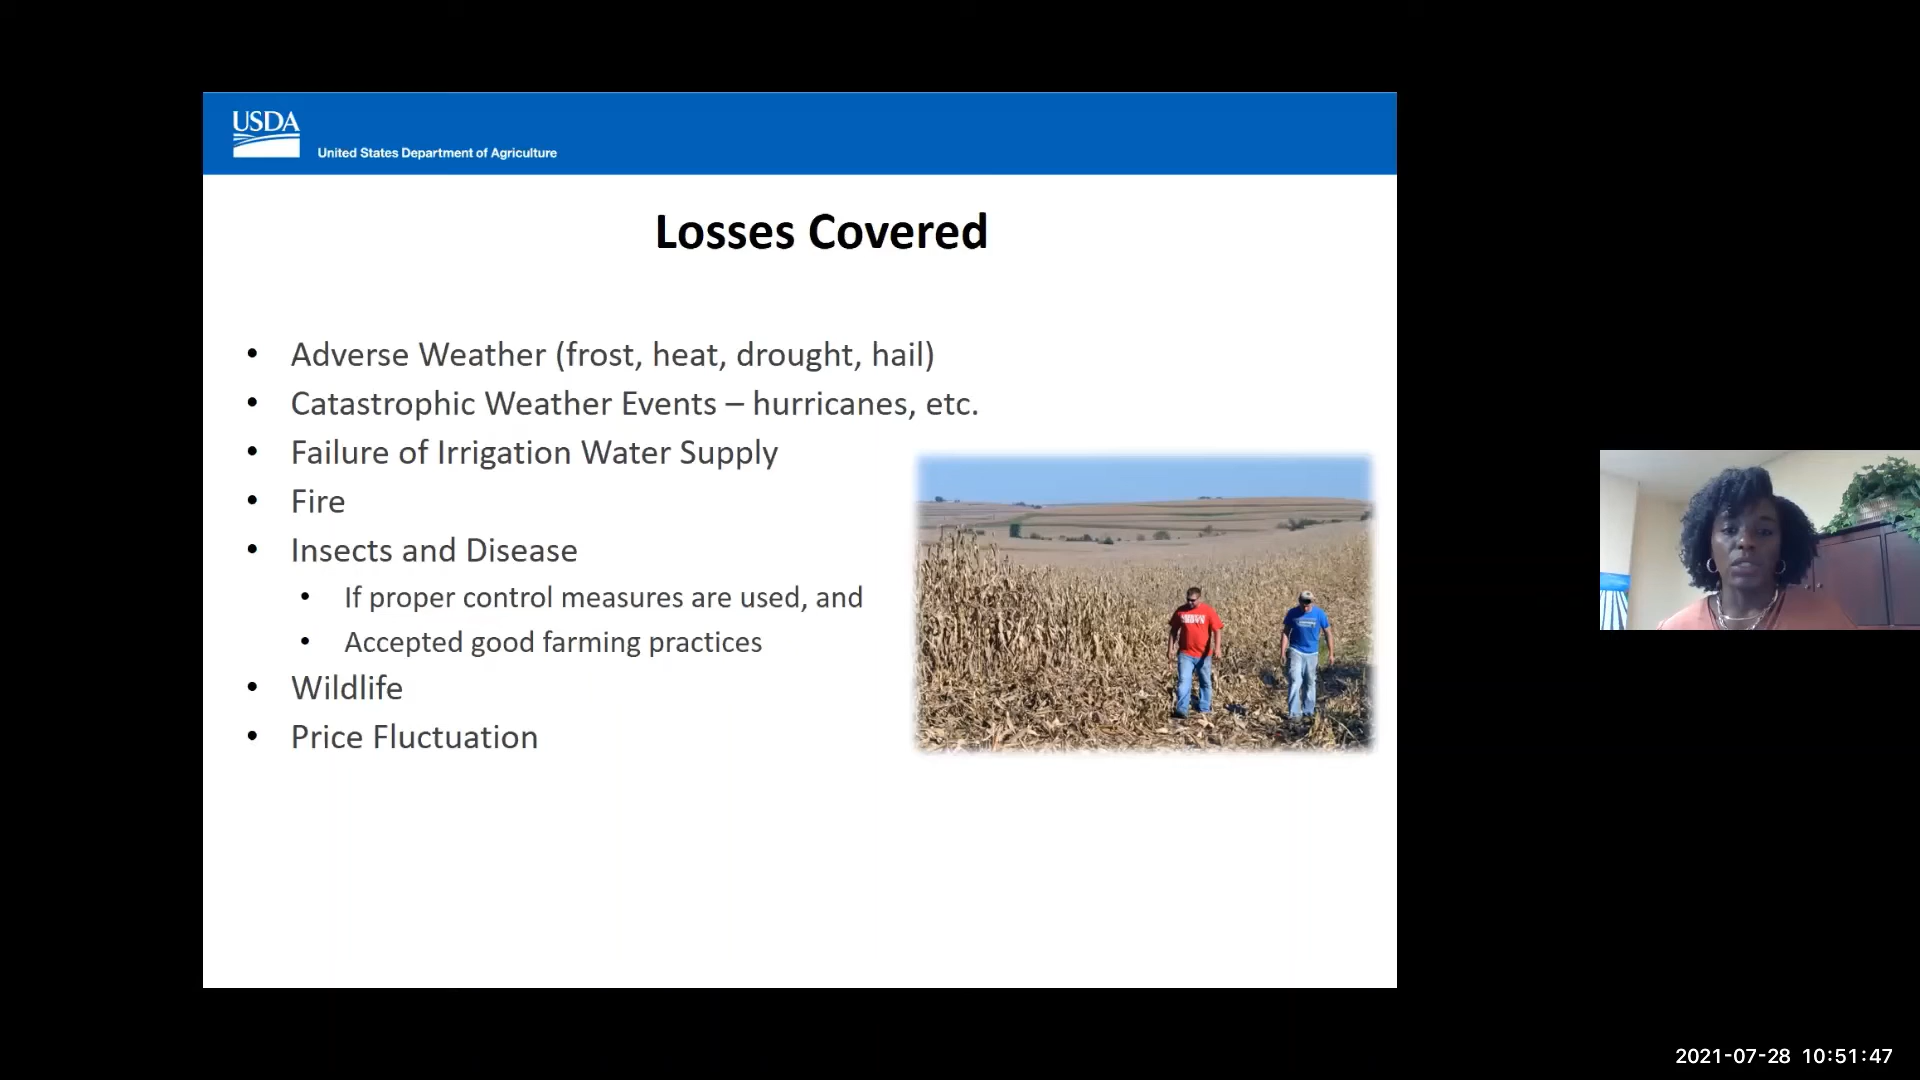 USDA
United States Department of Agriculture
Losses Covered
• Adverse Weather (frost, heat, drought, hail)
• Catastrophic Weather Events – hurricanes, etc.
• Failure of Irrigation Water Supply
• Fire
• Insects and Disease
• If proper control measures are used, and
• Accepted good farming practices
• Wildlife
• Price Fluctuation
2021-07-28 10:51:47